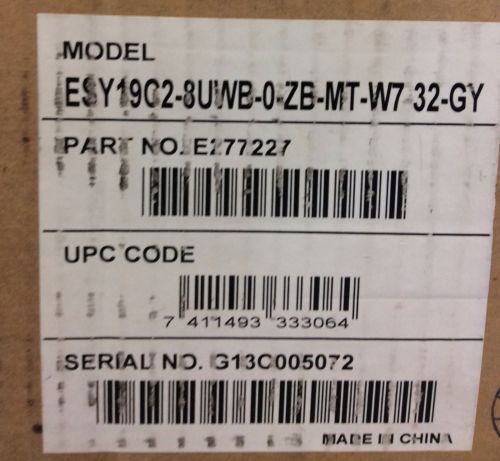 MODEL
ESY19C2-8UWB-0-ZB-MT-W7-32-GY
PART NO. E277227
UPC CODE
7 411493 333064
SERIAL NO. G13C005072
MADE IN CHINA